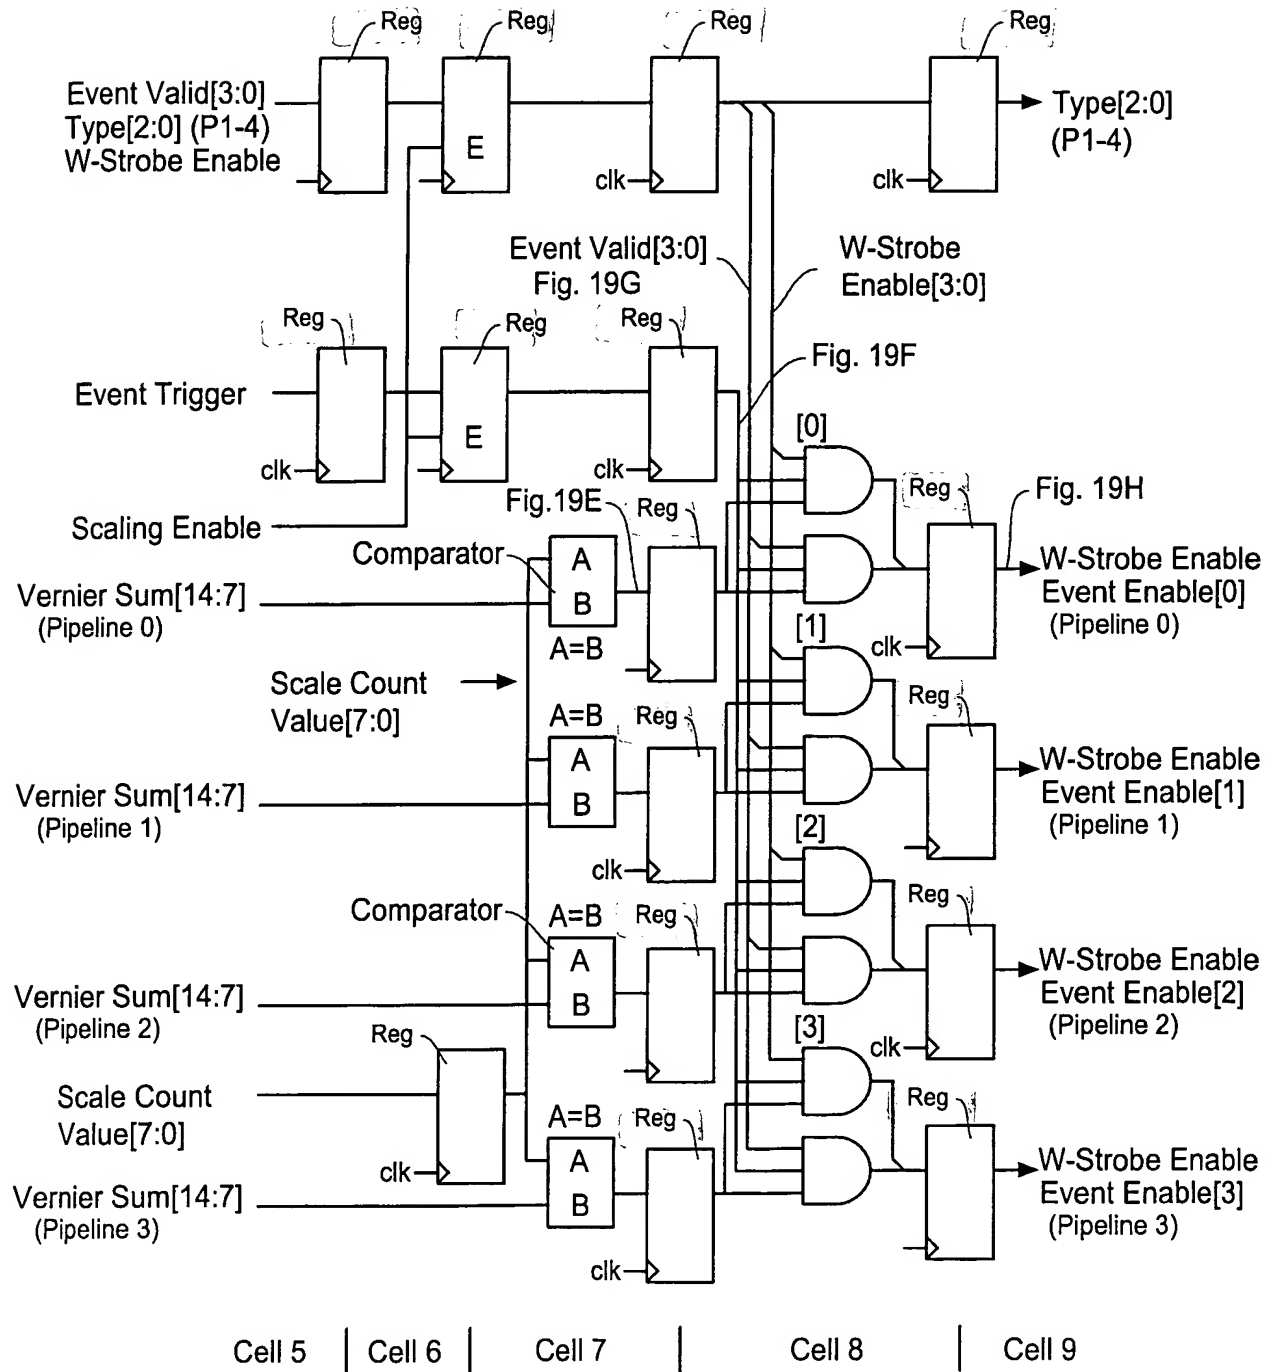 Reg
Reg
Reg
Reg
Event Valid[3:0]
Type[2:0] (P1-4)
W-Strobe Enable
E
clk
clk
Type[2:0]
(P1-4)
Event Valid[3:0]
Fig. 19G
W-Strobe
Enable[3:0]
Reg
Reg
Reg
Fig. 19F
Event Trigger
E
clk
clk
[0]
Scaling Enable
Fig.19E
Reg
Reg
Fig. 19H
Comparator
A
B
A=B
Vernier Sum[14:7]
(Pipeline 0)
W-Strobe Enable
Event Enable[0]
(Pipeline 0)
clk
[1]
Scale Count
Value[7:0]
A=B
Reg
Reg
A
B
Vernier Sum[14:7]
(Pipeline 1)
W-Strobe Enable
Event Enable[1]
(Pipeline 1)
clk
[2]
Comparator
A=B
Reg
Reg
A
B
Vernier Sum[14:7]
(Pipeline 2)
W-Strobe Enable
Event Enable[2]
(Pipeline 2)
clk
[3]
Reg
Scale Count
Value[7:0]
clk
A=B
Reg
Reg
A
B
Vernier Sum[14:7]
(Pipeline 3)
W-Strobe Enable
Event Enable[3]
(Pipeline 3)
clk
Cell 5 | Cell 6 | Cell 7 | Cell 8 | Cell 9